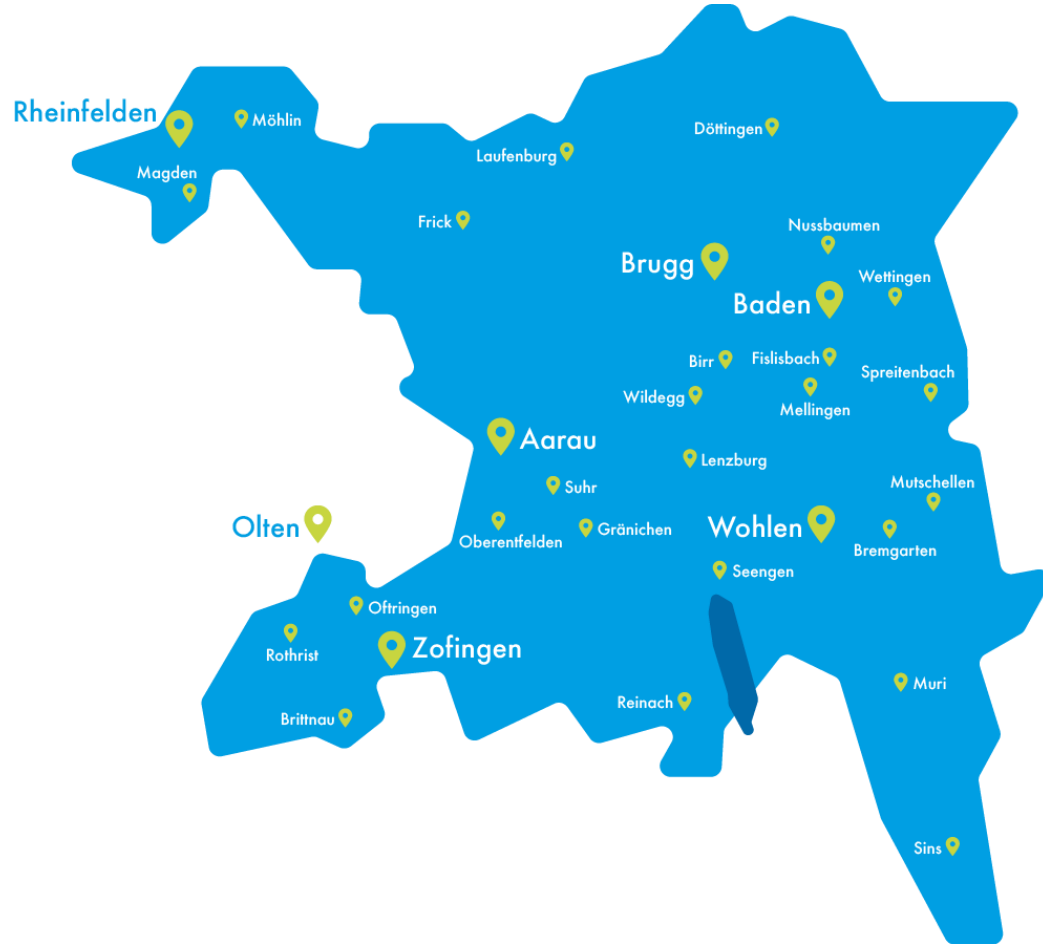 Rheinfelden
Möhlin
Magden
Laufenburg
Döttingen
Frick
Nussbaumen
Brugg
Wettingen
Baden
Birr
Fislisbach
Spreitenbach
Wildegg
Mellingen
Aarau
Lenzburg
Suhr
Mutschellen
Olten
Oberentfelden
Gränichen
Wohlen
Bremgarten
Seengen
Oftringen
Rothrist
Zofingen
Muri
Reinach
Brittnau
Sins